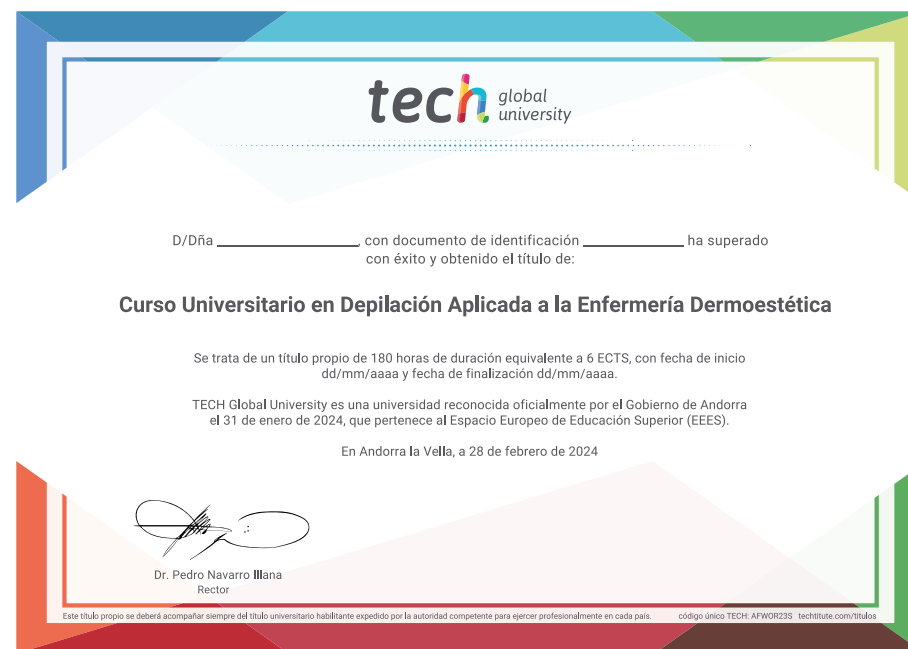 tech global university
D/Dña ____________________, con documento de identificación ______________ ha superado
con éxito y obtenido el título de:
Curso Universitario en Depilación Aplicada a la Enfermería Dermoestética
Se trata de un título propio de 180 horas de duración equivalente a 6 ECTS, con fecha de inicio
dd/mm/aaaa y fecha de finalización dd/mm/aaaa.
TECH Global University es una universidad reconocida oficialmente por el Gobierno de Andorra
el 31 de enero de 2024, que pertenece al Espacio Europeo de Educación Superior (EEES).
En Andorra la Vella, a 28 de febrero de 2024
Dr. Pedro Navarro Illana
Rector
Este título propio se deberá acompañar siempre del título universitario habilitante expedido por la autoridad competente para ejercer profesionalmente en cada país. código único TECH: AFWOR23S techtitute.com/titulos